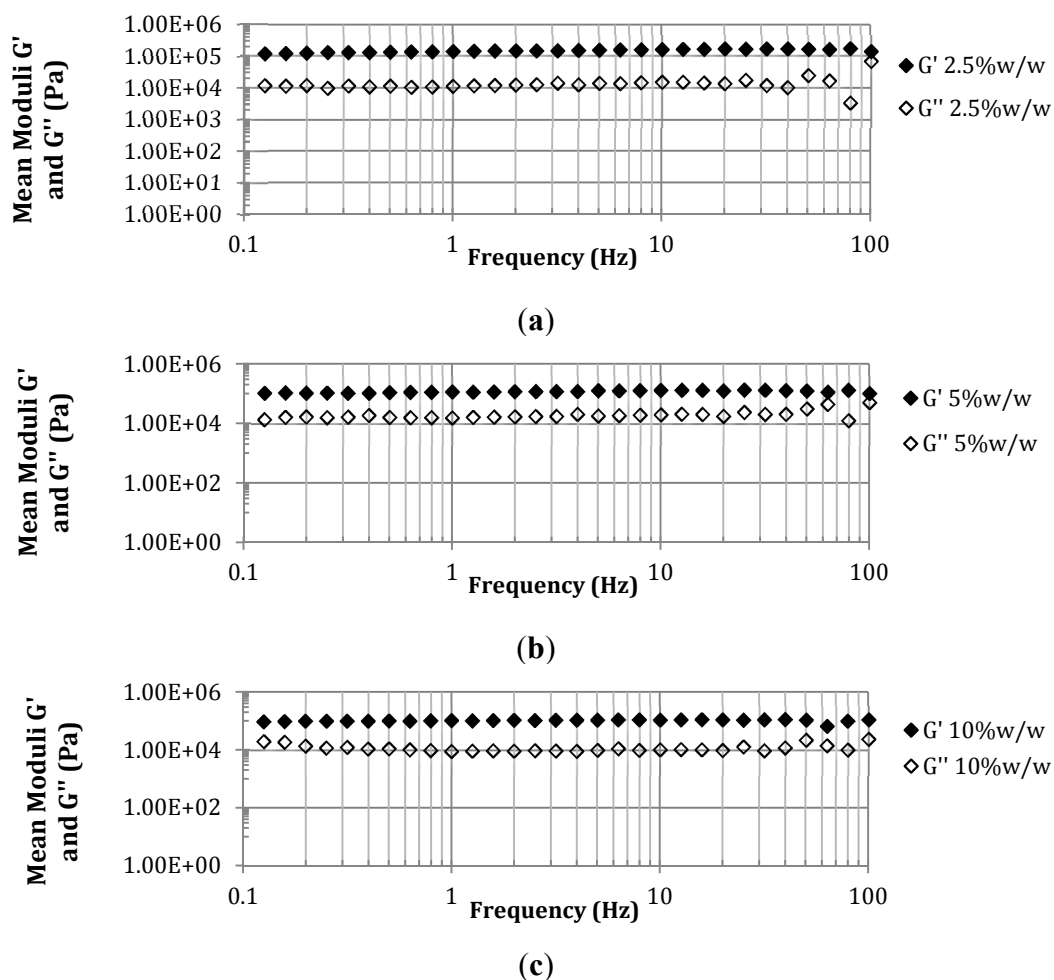 1.00E+06
1.00E+05
1.00E+04
1.00E+03
1.00E+02
1.00E+01
1.00E+00
Mean Moduli G'
and G'' (Pa)
0.1 1 10 100
Frequency (Hz)
G' 2.5%w/w
G'' 2.5%w/w
(a)
1.00E+06
1.00E+04
1.00E+02
1.00E+00
Mean Moduli G'
and G'' (Pa)
0.1 1 10 100
Frequency (Hz)
G' 5%w/w
G'' 5%w/w
(b)
1.00E+06
1.00E+04
1.00E+02
1.00E+00
Mean Moduli G'
and G'' (Pa)
0.1 1 10 100
Frequency (Hz)
G' 10%w/w
G'' 10%w/w
(c)